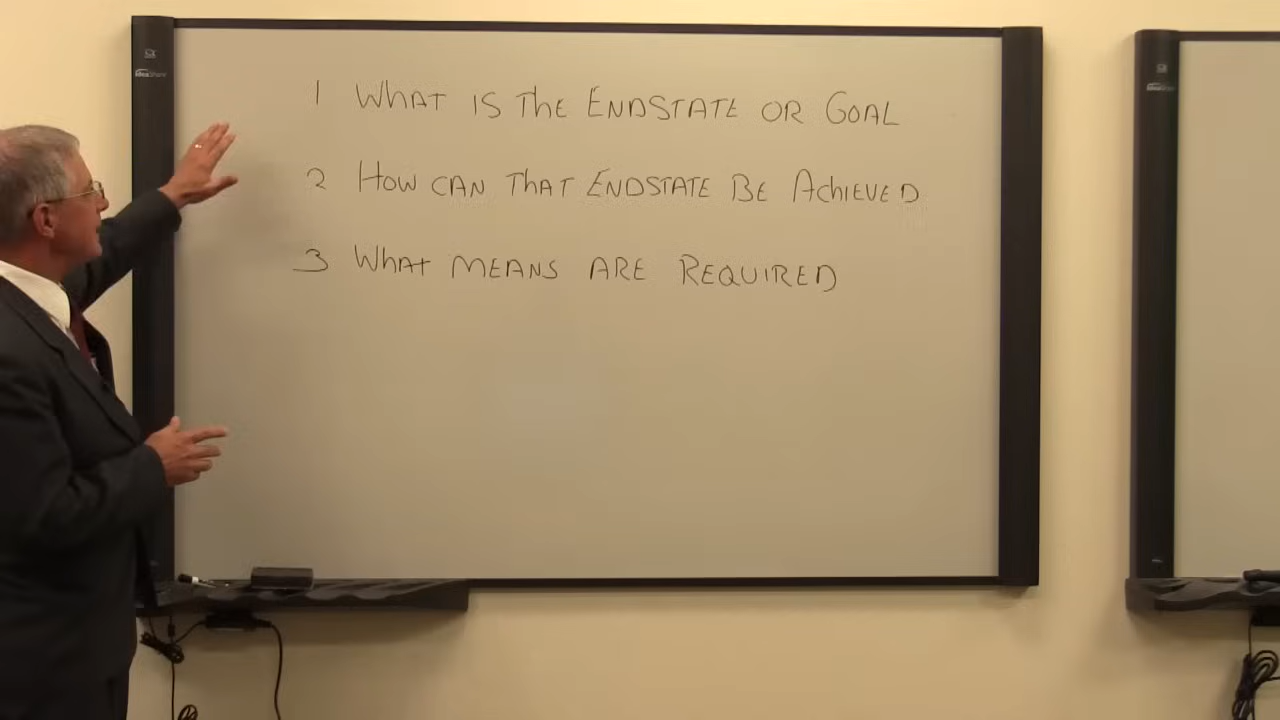 1 WHAT IS THE ENDSTATE OR GOAL
2 HOW CAN THAT ENDSTATE BE ACHIEVED
3 WHAT MEANS ARE REQUIRED